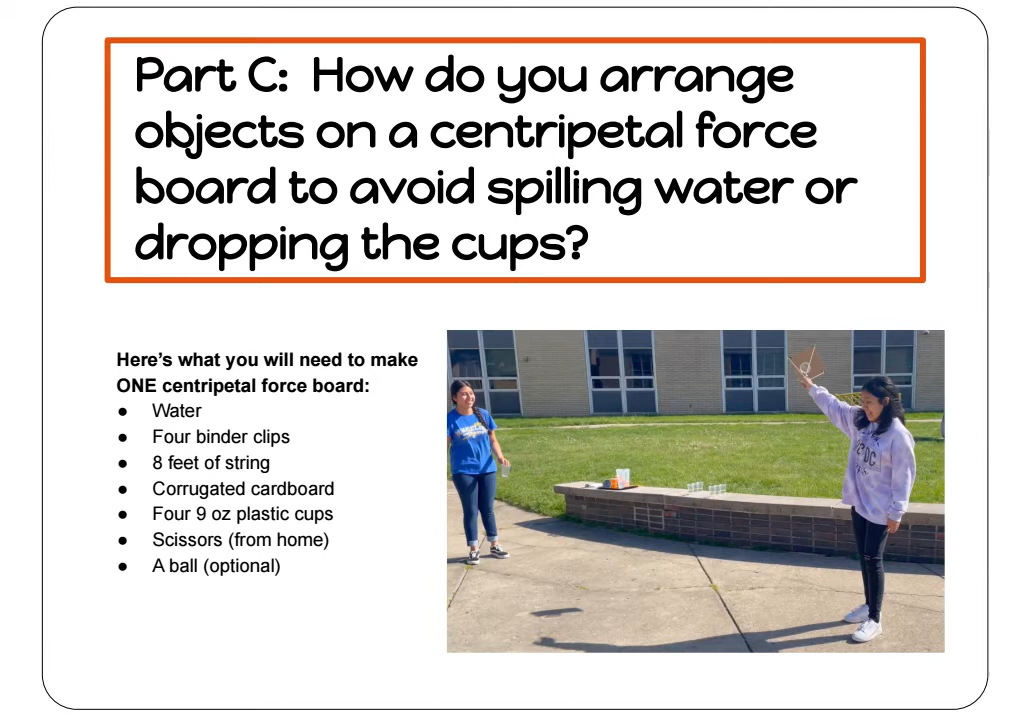 Part C:  How do you arrange
objects on a centripetal force
board to avoid spilling water or
dropping the cups?
Here’s what you will need to make
ONE centripetal force board:
● Water
● Four binder clips
● 8 feet of string
● Corrugated cardboard
● Four 9 oz plastic cups
● Scissors (from home)
● A ball (optional)